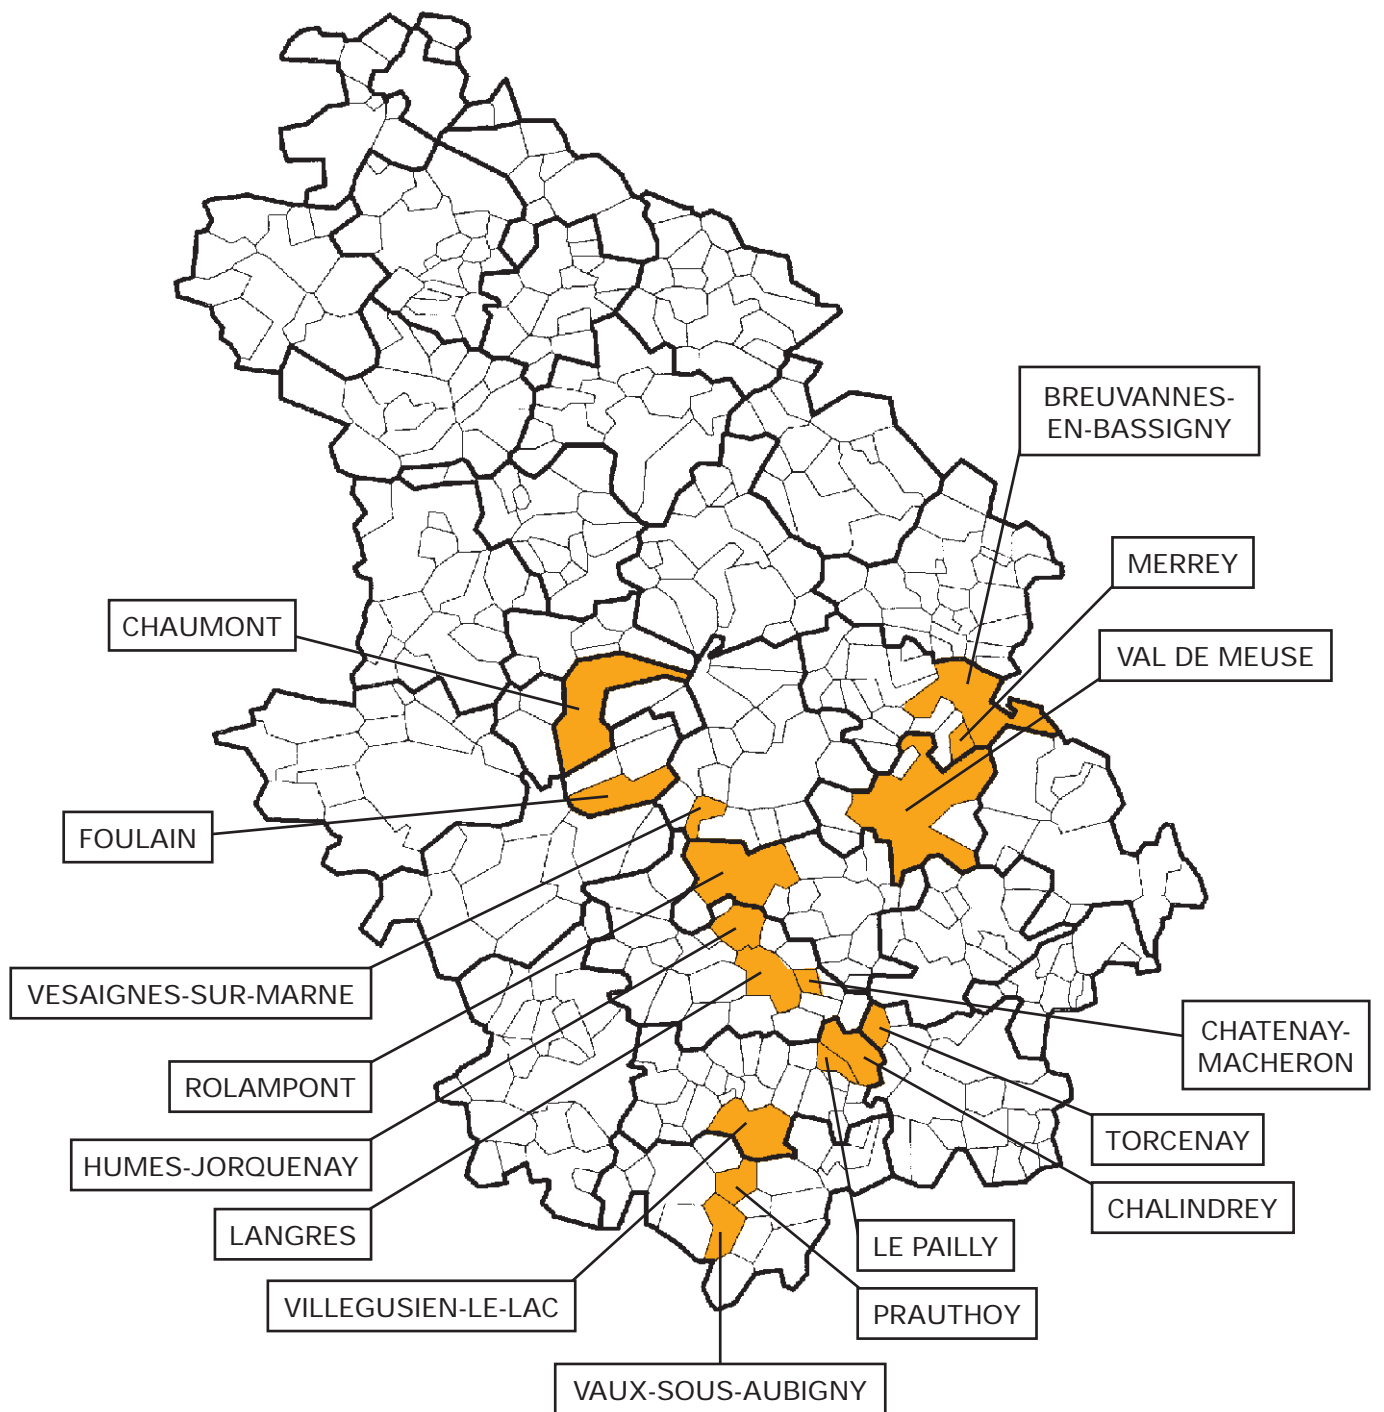 BREUVANNES-
EN-BASSIGNY
MERREY
CHAUMONT
VAL DE MEUSE
FOULAIN
VESAIGNES-SUR-MARNE
CHATENAY-
MACHERON
ROLAMPONT
TORCENAY
HUMES-JORQUENAY
CHALINDREY
LANGRES
LE PAILLY
VILLEGUSIEN-LE-LAC
PRAUTHOY
VAUX-SOUS-AUBIGNY